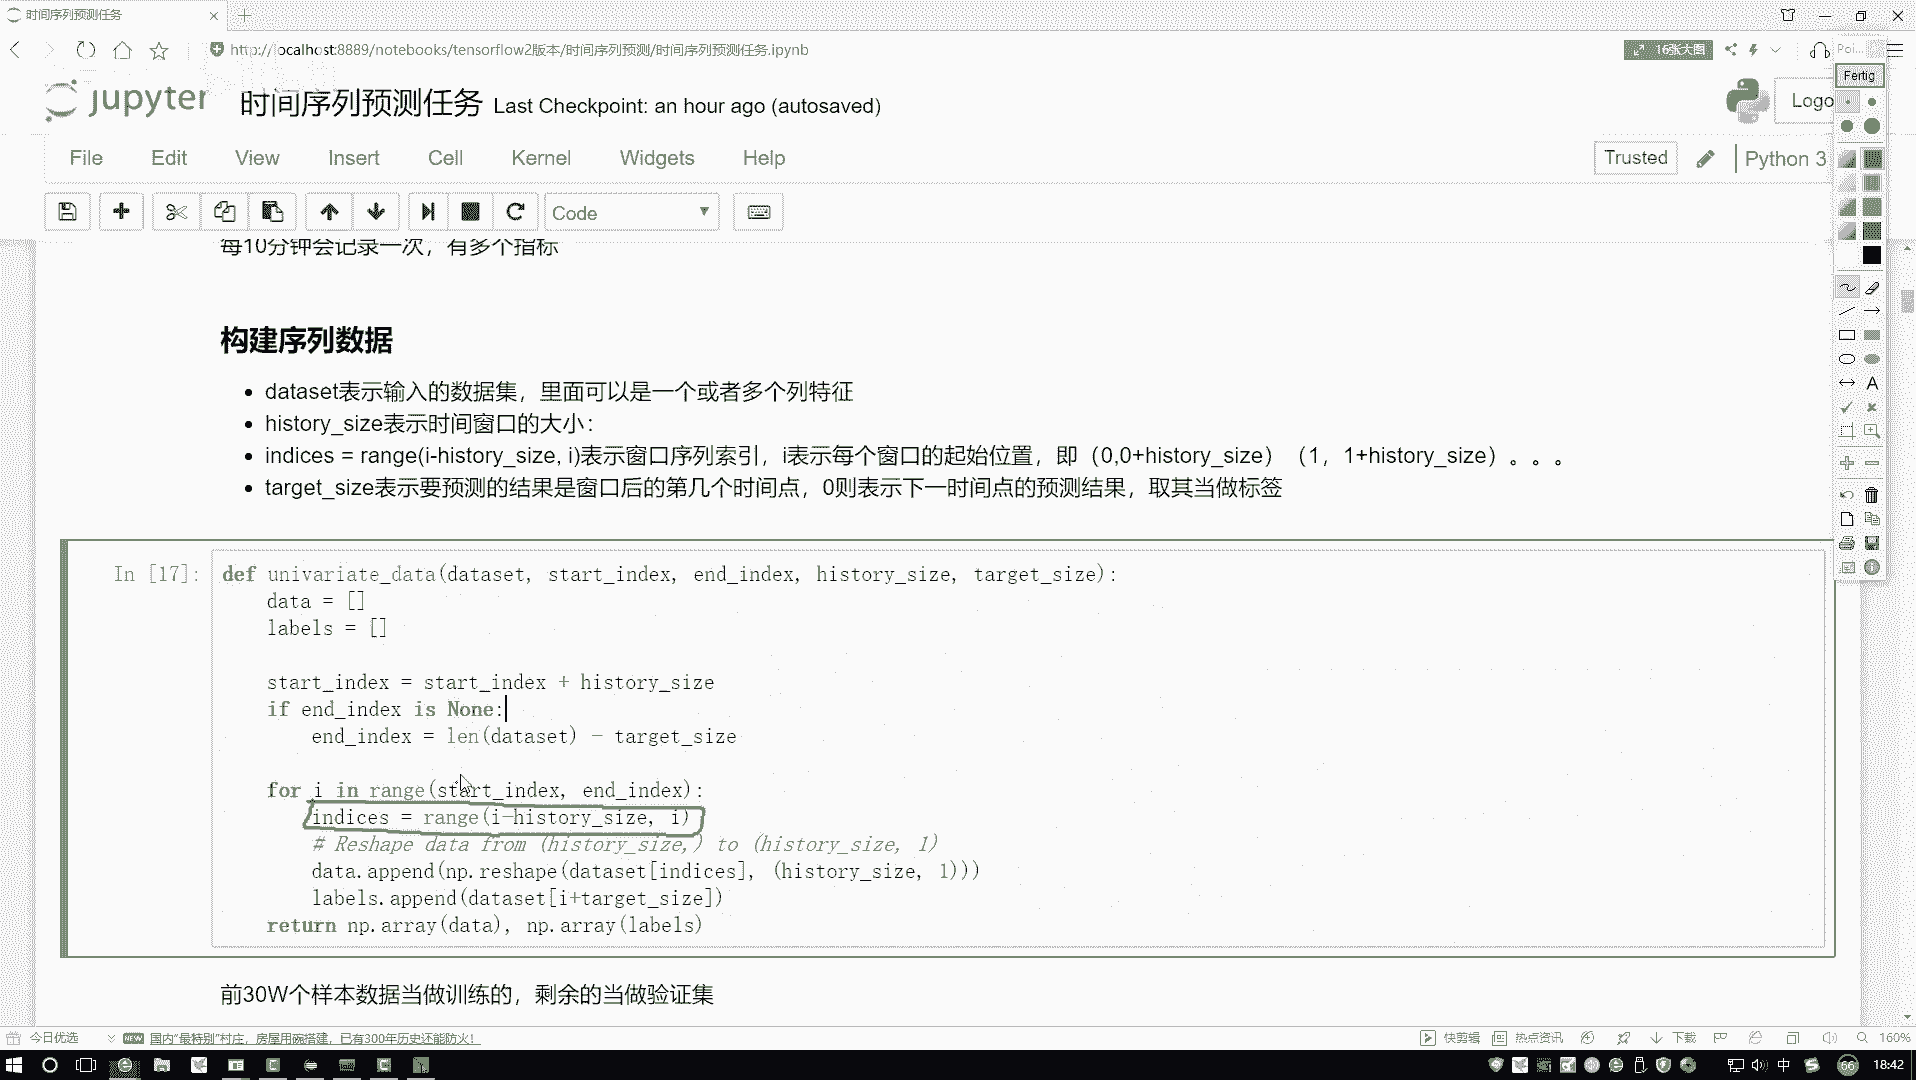 时间序列预测任务
http://localhost:8889/notebooks/tensorflow2版本/时间序列预测/时间序列预测任务.ipynb
16张大图
Poi...
Fertig
jupyter 时间序列预测任务 Last Checkpoint: an hour ago (autosaved)
Logo
File Edit View Insert Cell Kernel Widgets Help
Trusted
Python 3
Code
每10分钟会记录一次，有多个指标
构建序列数据
dataset表示输入的数据集，里面可以是一个或者多个列特征
history_size表示时间窗口的大小：
indices = range(i-history_size, i)表示窗口序列索引，i表示每个窗口的起始位置，即（0,0+history_size）（1，1+history_size）。。。
target_size表示要预测的结果是窗口后的第几个时间点，0则表示下一时间点的预测结果，取其当做标签
In [17]:
def univariate_data(dataset, start_index, end_index, history_size, target_size):
data = []
labels = []
start_index = start_index + history_size
if end_index is None:
end_index = len(dataset) - target_size
for i in range(start_index, end_index):
indices = range(i-history_size, i)
# Reshape data from (history_size,) to (history_size, 1)
data.append(np.reshape(dataset[indices], (history_size, 1)))
labels.append(dataset[i+target_size])
return np.array(data), np.array(labels)
前30W个样本数据当做训练的，剩余的当做验证集
今日优选
NEW 国内“最特别”村庄，房屋用碗搭建，已有300年历史还能防火！
快剪辑 热点资讯 下载 160%
中 66 18:42